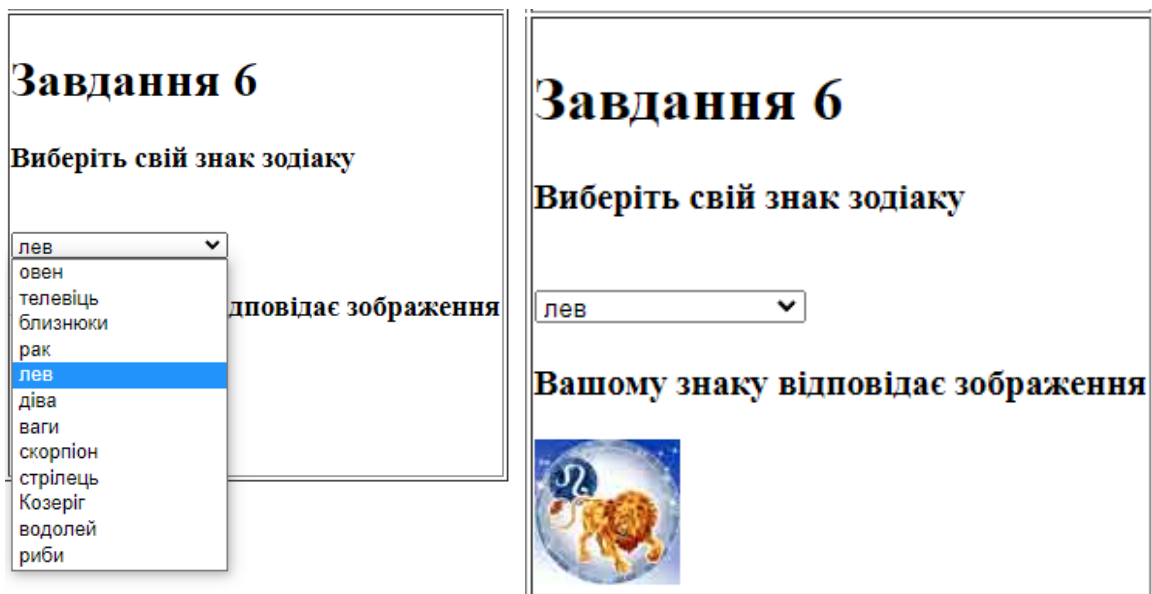 Завдання 6
Виберіть свій знак зодіаку
лев
овен
телевіць
близнюки
рак
лев
діва
ваги
скорпіон
стрілець
Козеріг
водолей
риби
дповідає зображення
Завдання 6
Виберіть свій знак зодіаку
лев
Вашому знаку відповідає зображення